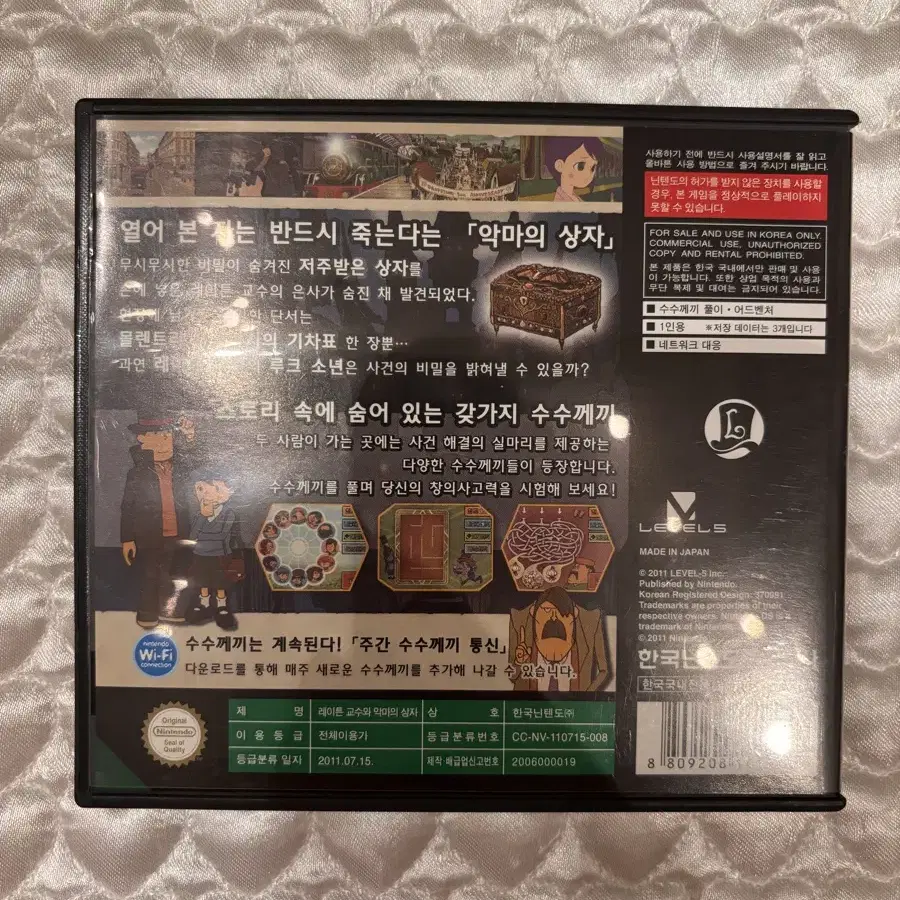 열어 본 자는 반드시 죽는다는 「악마의 상자」
무시무시한 비밀이 숨겨진 저주받은 상자를
교수의 은사가 숨진 채 발견되었다.
단서는
몰렌트 기차표 한 장뿐…
과연 루크 소년은 사건의 비밀을 밝혀낼 수 있을까?
스토리 속에 숨어 있는 갖가지 수수께끼
두 사람이 가는 곳에는 사건 해결의 실마리를 제공하는
다양한 수수께끼들이 등장합니다.
수수께끼를 풀며 당신의 창의사고력을 시험해 보세요!
Nintendo
Wi-Fi
connection
수수께끼는 계속된다! 「주간 수수께끼 통신」
다운로드를 통해 매주 새로운 수수께끼를 추가해 나갈 수 있습니다.
Original
Nintendo
Seal of
Quality
제 명 레이튼 교수와 악마의 상자 상 호 한국닌텐도㈜
이 용 등 급 전체이용가 등급분류번호 CC-NV-110715-008
등급분류 일자 2011.07.15. 제작·배급업신고번호 2006000019
사용하기 전에 반드시 사용설명서를 잘 읽고
올바른 사용 방법으로 즐겨 주시기 바랍니다.
닌텐도의 허가를 받지 않은 장치를 사용할
경우, 본 게임을 정상적으로 플레이하지
못할 수 있습니다.
FOR SALE AND USE IN KOREA ONLY.
COMMERCIAL USE, UNAUTHORIZED
COPY AND RENTAL PROHIBITED.
본 제품은 한국 국내에서만 판매 및 사용
이 가능합니다. 또한 상업 목적의 사용과
무단 복제 및 대여는 금지되어 있습니다.
■ 수수께끼 풀이·어드벤처
■ 1인용 ※저장 데이터는 3개입니다
■ 네트워크 대응
L
LEVEL5
MADE IN JAPAN
© 2011 LEVEL-5 Inc.
Published by Nintendo.
Korean Registered Design: 370091
Trademarks are properties of their
respective owners. Nintendo DS is a
trademark of Nintendo.
© 2011 Nintendo
한국닌
한국국내전
8 809208